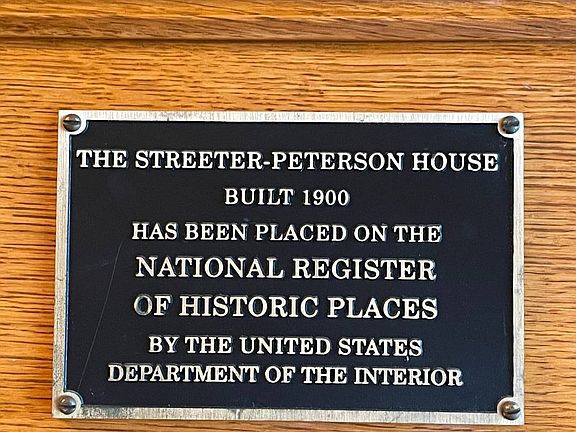 THE STREETER-PETERSON HOUSE
BUILT 1900
HAS BEEN PLACED ON THE
NATIONAL REGISTER
OF HISTORIC PLACES
BY THE UNITED STATES
DEPARTMENT OF THE INTERIOR